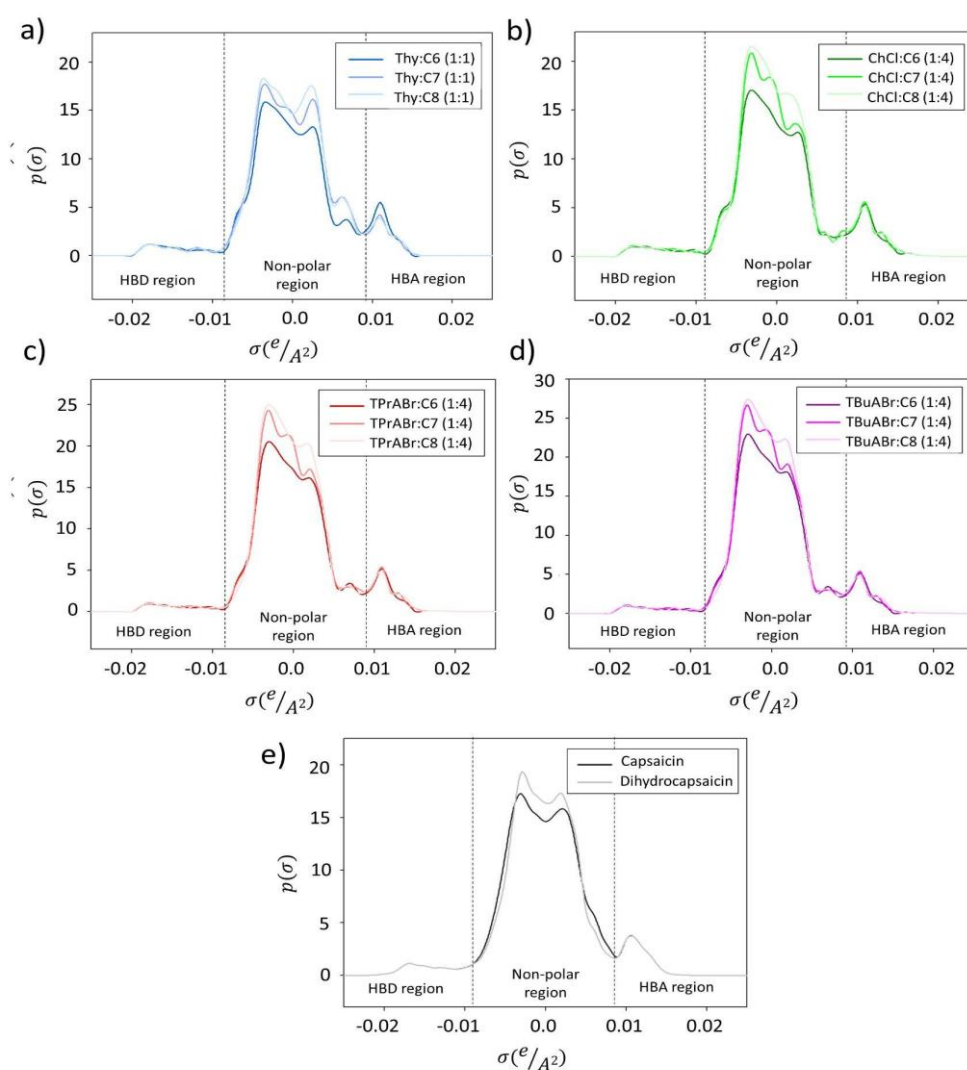 a)
Thy:C6 (1:1)
Thy:C7 (1:1)
Thy:C8 (1:1)
20
15
10
5
0
p(σ)
HBD region
Non-polar
region
HBA region
-0.02
-0.01
0.0
0.01
0.02
σ(e/A²)
b)
ChCl:C6 (1:4)
ChCl:C7 (1:4)
ChCl:C8 (1:4)
20
15
10
5
0
p(σ)
HBD region
Non-polar
region
HBA region
-0.02
-0.01
0.0
0.01
0.02
σ(e/A²)
c)
TPrABr:C6 (1:4)
TPrABr:C7 (1:4)
TPrABr:C8 (1:4)
25
20
15
10
5
0
p(σ)
HBD region
Non-polar
region
HBA region
-0.02
-0.01
0.0
0.01
0.02
σ(e/A²)
d)
TBuABr:C6 (1:4)
TBuABr:C7 (1:4)
TBuABr:C8 (1:4)
30
25
20
15
10
5
0
p(σ)
HBD region
Non-polar
region
HBA region
-0.02
-0.01
0.0
0.01
0.02
σ(e/A²)
e)
Capsaicin
Dihydrocapsaicin
20
15
10
5
0
p(σ)
HBD region
Non-polar
region
HBA region
-0.02
-0.01
0.0
0.01
0.02
σ(e/A²)